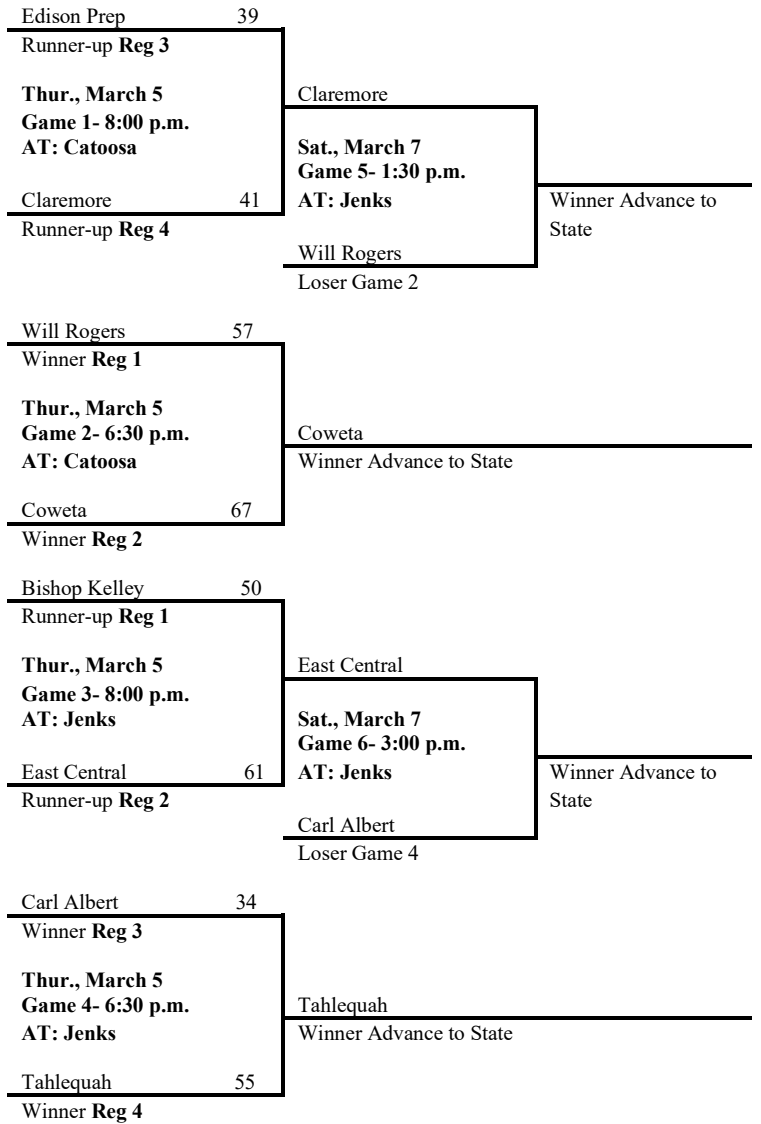 Edison Prep 39
Runner-up Reg 3
Thur., March 5
Game 1- 8:00 p.m.
AT: Catoosa
Claremore 41
Runner-up Reg 4
Claremore
Sat., March 7
Game 5- 1:30 p.m.
AT: Jenks
Will Rogers
Loser Game 2
Winner Advance to
State
Will Rogers 57
Winner Reg 1
Thur., March 5
Game 2- 6:30 p.m.
AT: Catoosa
Coweta 67
Winner Reg 2
Coweta
Winner Advance to State
Bishop Kelley 50
Runner-up Reg 1
Thur., March 5
Game 3- 8:00 p.m.
AT: Jenks
East Central 61
Runner-up Reg 2
East Central
Sat., March 7
Game 6- 3:00 p.m.
AT: Jenks
Carl Albert
Loser Game 4
Winner Advance to
State
Carl Albert 34
Winner Reg 3
Thur., March 5
Game 4- 6:30 p.m.
AT: Jenks
Tahlequah 55
Winner Reg 4
Tahlequah
Winner Advance to State